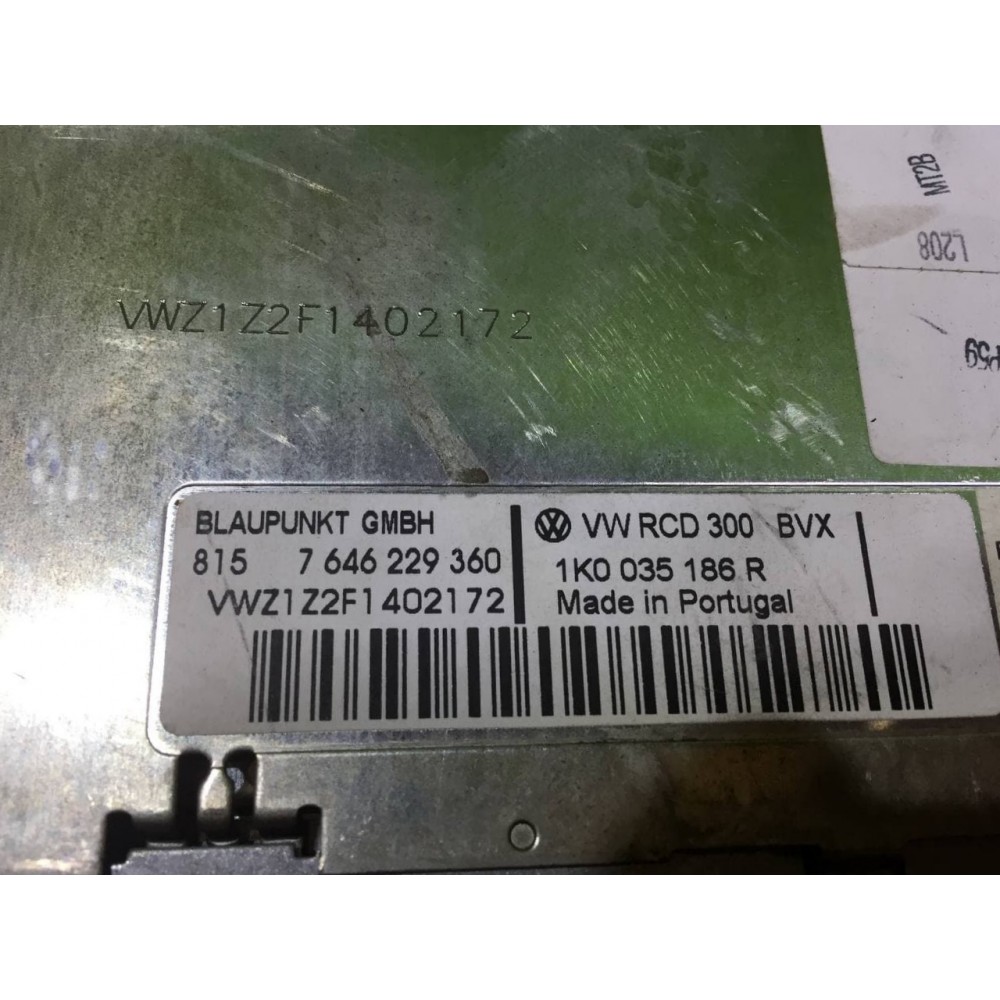 MT2B
L208
VWZ1Z2F1402172
BLAUPUNKT GMBH
815 7 646 229 360
VWZ1Z2F1402172
VW RCD 300 BVX
1K0 035 186 R
Made in Portugal